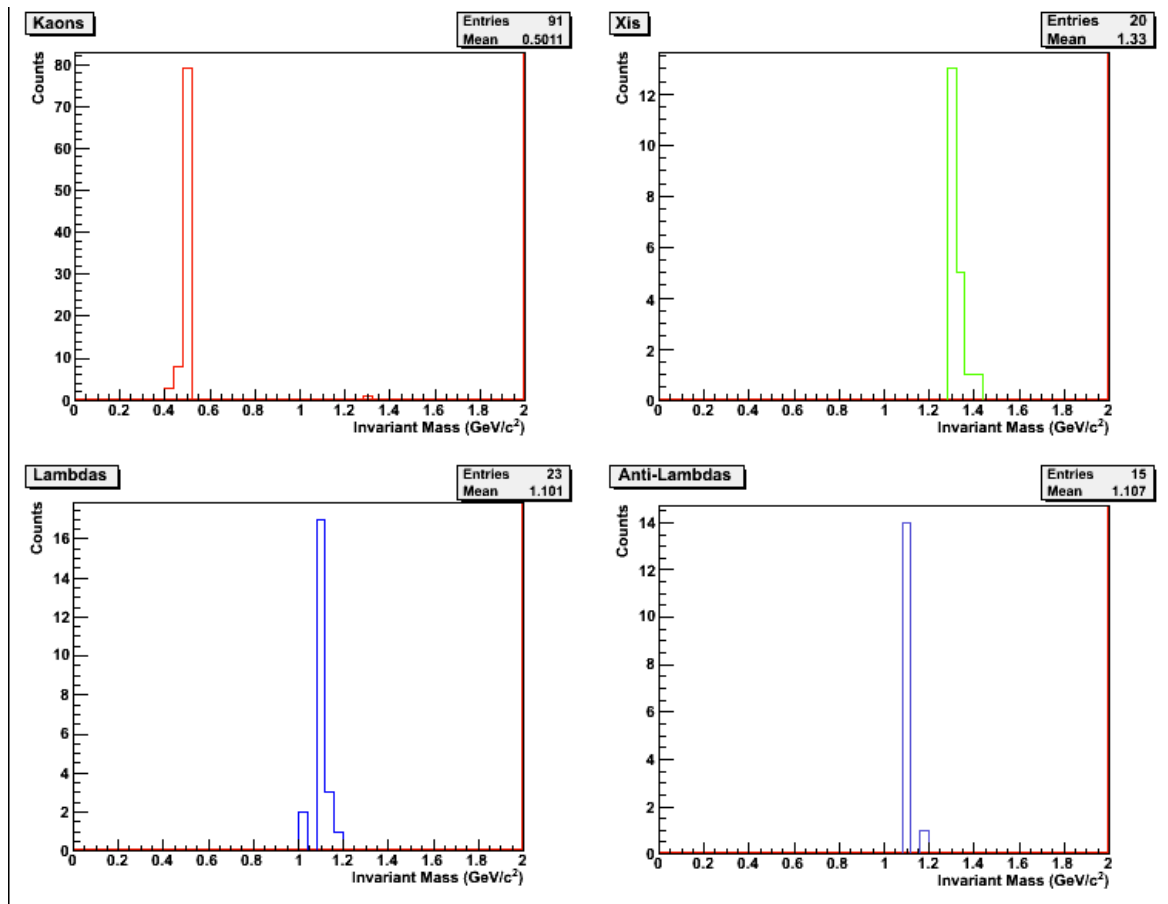 Kaons
Entries 91
Mean 0.5011
Counts
80
70
60
50
40
30
20
10
0
0 0.2 0.4 0.6 0.8 1 1.2 1.4 1.6 1.8 2
Invariant Mass (GeV/c²)
Xis
Entries 20
Mean 1.33
Counts
12
10
8
6
4
2
0
0 0.2 0.4 0.6 0.8 1 1.2 1.4 1.6 1.8 2
Invariant Mass (GeV/c²)
Lambdas
Entries 23
Mean 1.101
Counts
16
14
12
10
8
6
4
2
0
0 0.2 0.4 0.6 0.8 1 1.2 1.4 1.6 1.8 2
Invariant Mass (GeV/c²)
Anti-Lambdas
Entries 15
Mean 1.107
Counts
14
12
10
8
6
4
2
0
0 0.2 0.4 0.6 0.8 1 1.2 1.4 1.6 1.8 2
Invariant Mass (GeV/c²)